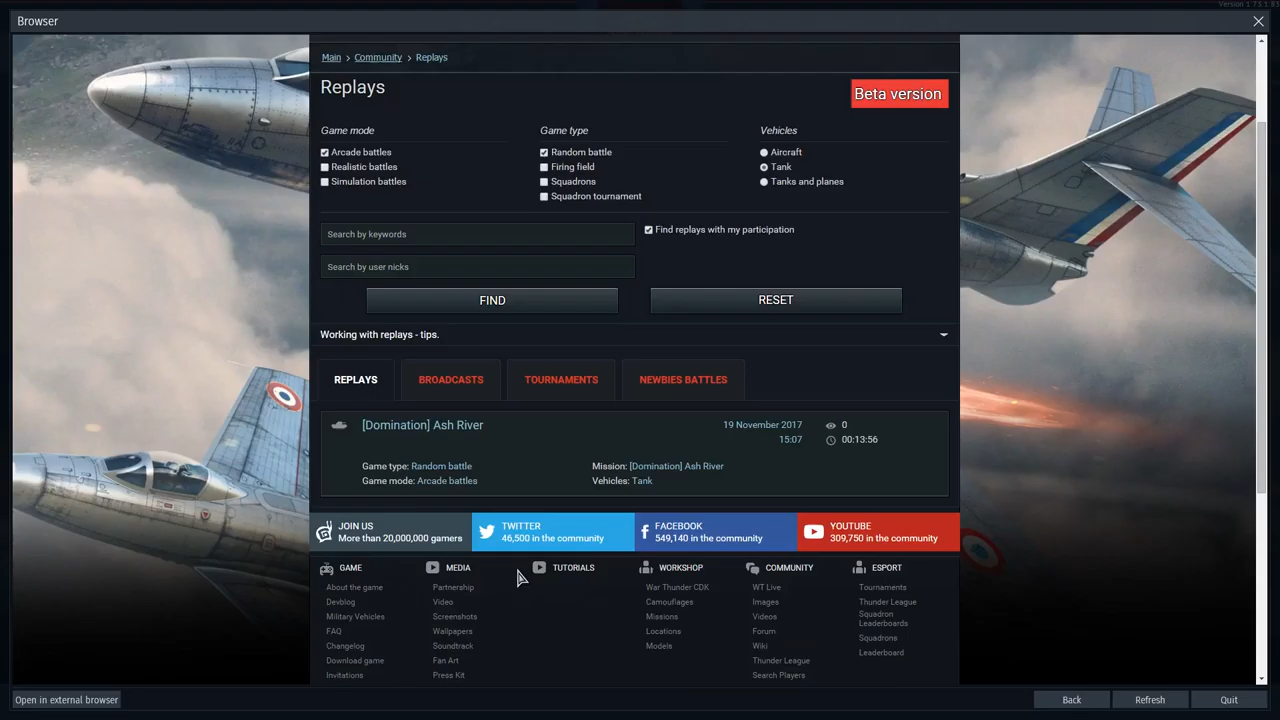 Version 1.73.1.83
Browser
Main > Community > Replays
Replays
Beta version
Game mode
Arcade battles
Realistic battles
Simulation battles
Game type
Random battle
Firing field
Squadrons
Squadron tournament
Vehicles
Aircraft
Tank
Tanks and planes
Search by keywords
Find replays with my participation
Search by user nicks
FIND
RESET
Working with replays - tips.
REPLAYS
BROADCASTS
TOURNAMENTS
NEWBIES BATTLES
[Domination] Ash River
19 November 2017
15:07
0
00:13:56
Game type: Random battle
Mission: [Domination] Ash River
Game mode: Arcade battles
Vehicles: Tank
JOIN US
More than 20,000,000 gamers
TWITTER
46,500 in the community
FACEBOOK
549,140 in the community
YOUTUBE
309,750 in the community
GAME
About the game
Devblog
Military Vehicles
FAQ
Changelog
Download game
Invitations
MEDIA
Partnership
Video
Screenshots
Wallpapers
Soundtrack
Fan Art
Press Kit
TUTORIALS
WORKSHOP
War Thunder CDK
Camouflages
Missions
Locations
Models
COMMUNITY
WT Live
Images
Videos
Forum
Wiki
Thunder League
Search Players
ESPORT
Tournaments
Thunder League
Squadron
Leaderboards
Squadrons
Leaderboard
Open in external browser
Back
Refresh
Quit